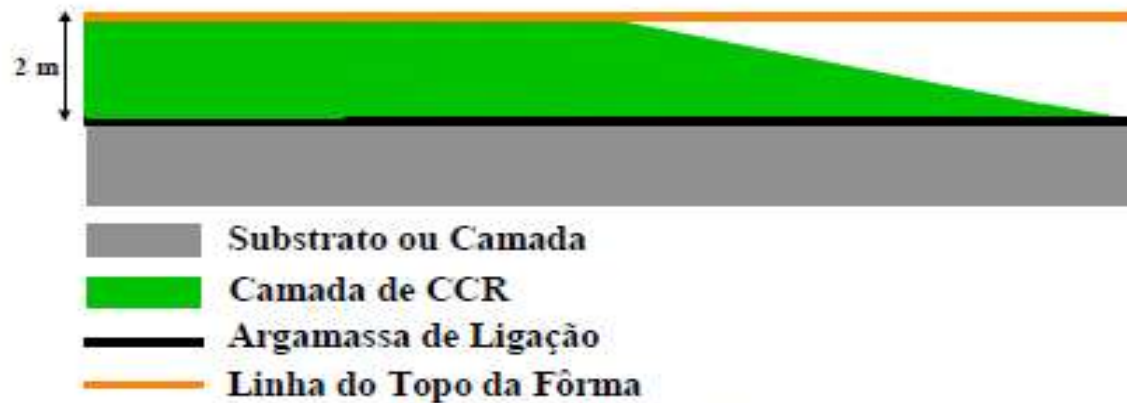 2 m
Substrato ou Camada
Camada de CCR
Argamassa de Ligação
Linha do Topo da Fôrma